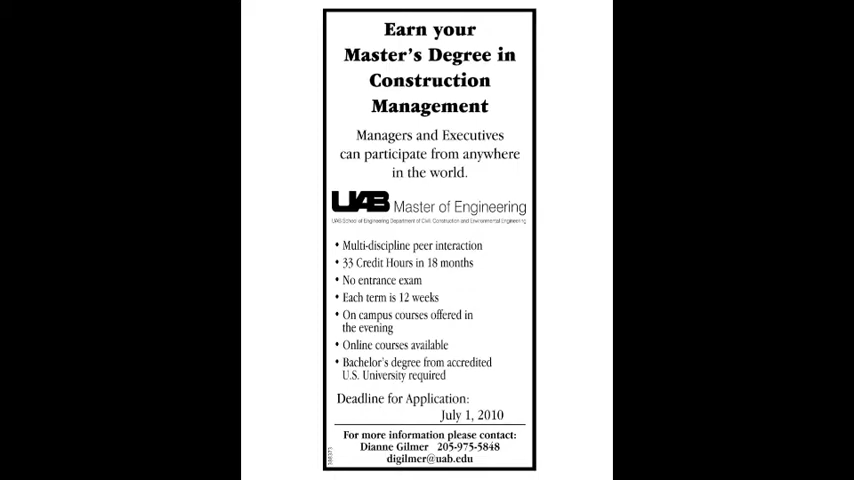 Earn your
Master's Degree in
Construction
Management
Managers and Executives
can participate from anywhere
in the world.
UAB Master of Engineering
UAB School of Engineering Department of Civil, Construction and Environmental Engineering
• Multi-discipline peer interaction
• 33 Credit Hours in 18 months
• No entrance exam
• Each term is 12 weeks
• On campus courses offered in
the evening
• Online courses available
• Bachelor's degree from accredited
U.S. University required
Deadline for Application:
July 1, 2010
For more information please contact:
Dianne Gilmer 205-975-5848
digilmer@uab.edu